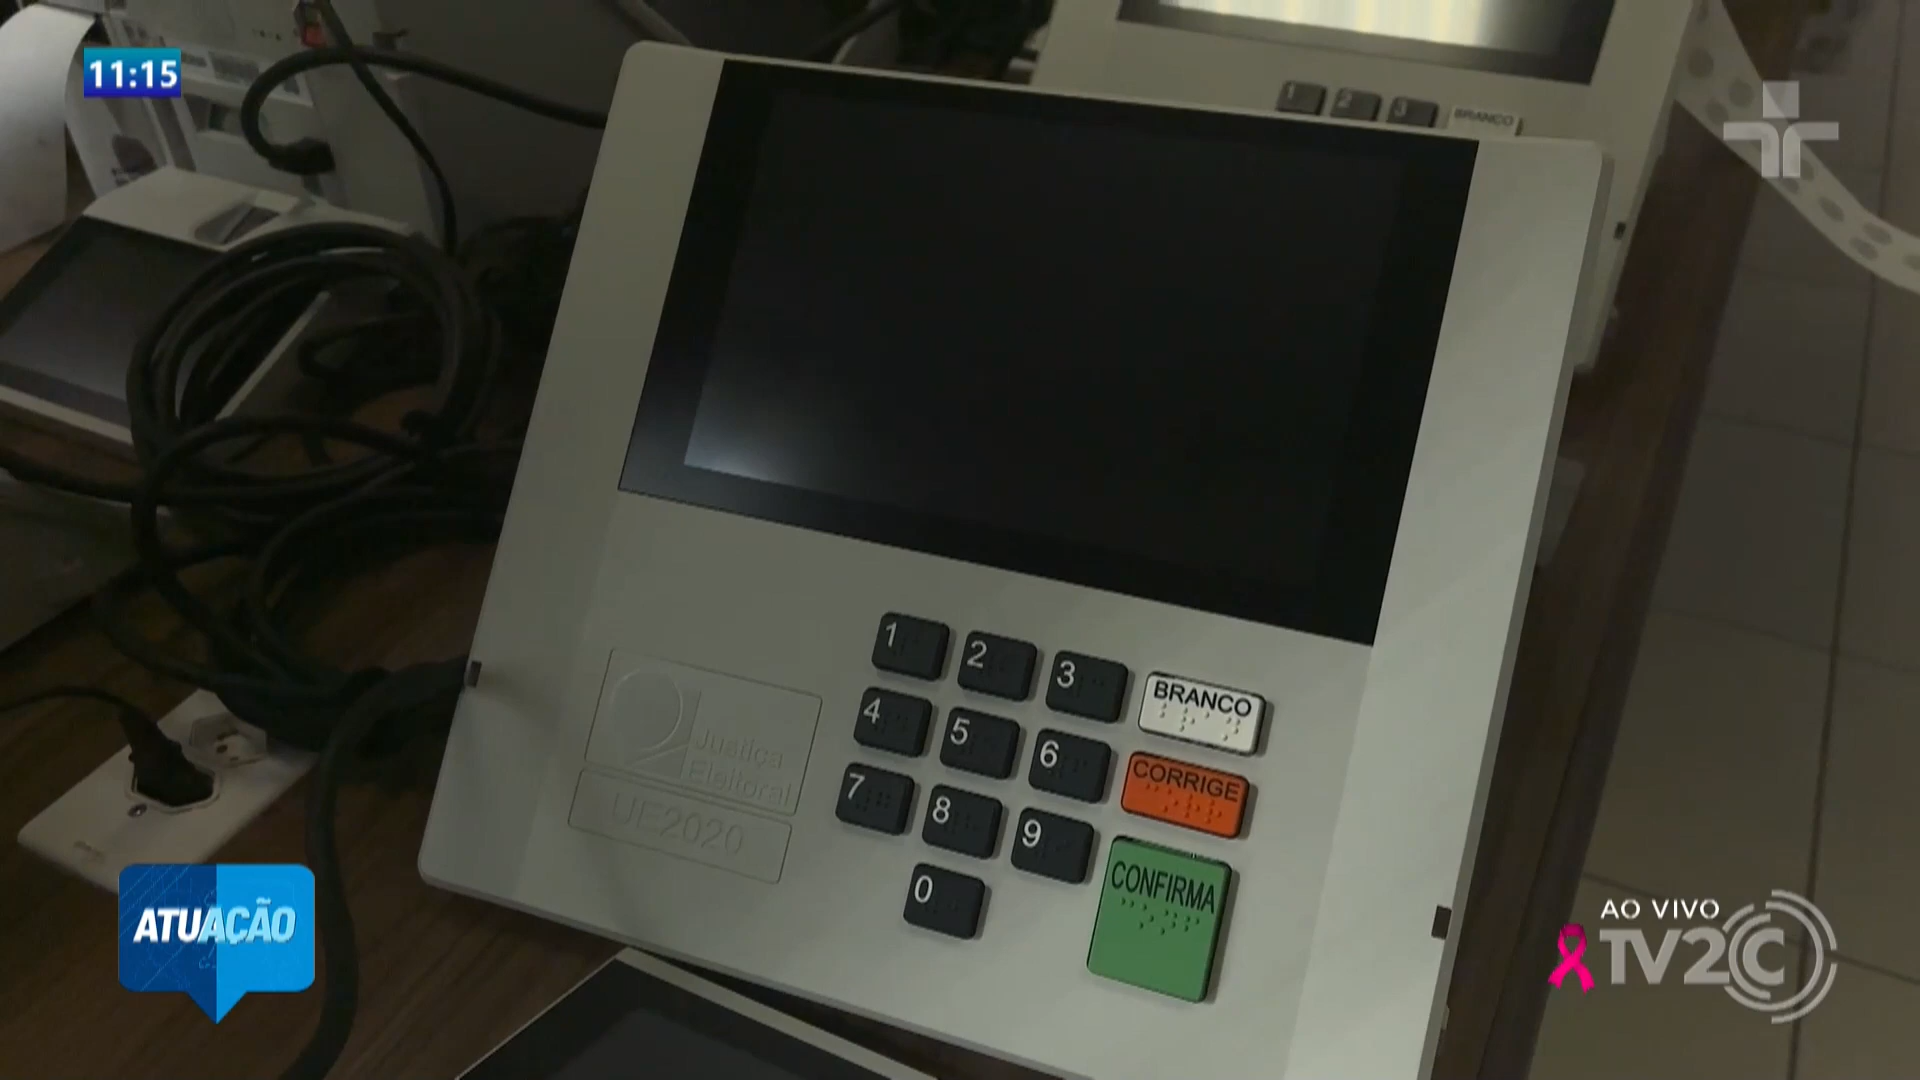 11:15
1 2 3 BRANCO
1 2 3 BRANCO
4 5 6 CORRIGE
7 8 9 CONFIRMA
0
Justiça
Eleitoral
UE2020
ATUAÇÃO
AO VIVO
TV2C